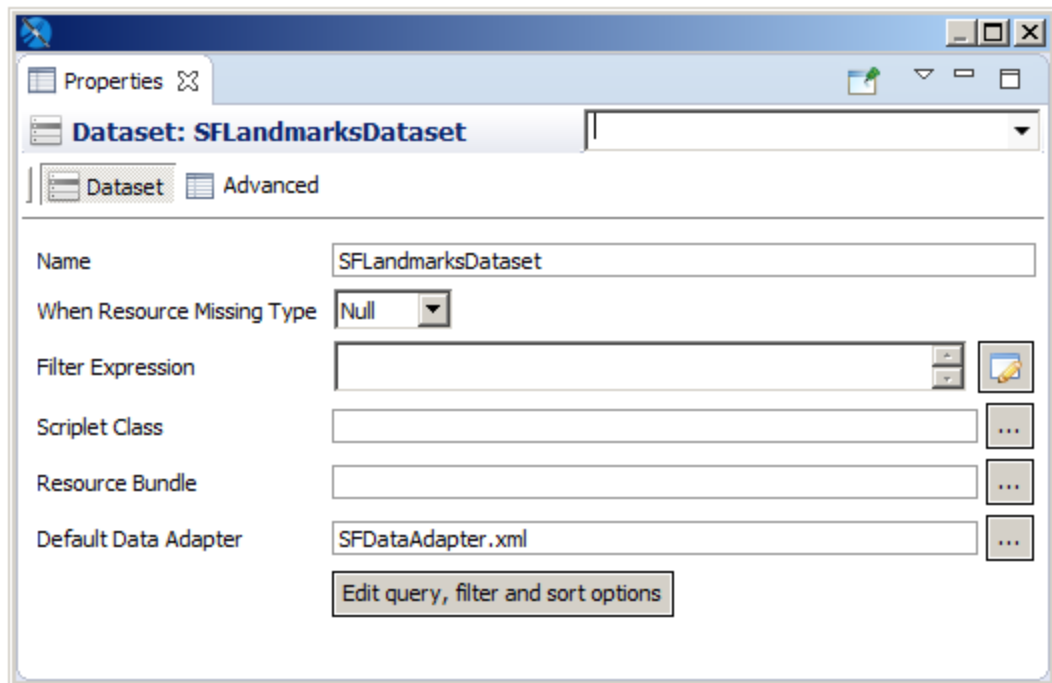 Properties
Dataset: SFLandmarksDataset
Dataset Advanced
Name SFLandmarksDataset
When Resource Missing Type Null
Filter Expression
Scriplet Class ...
Resource Bundle ...
Default Data Adapter SFDataAdapter.xml ...
Edit query, filter and sort options